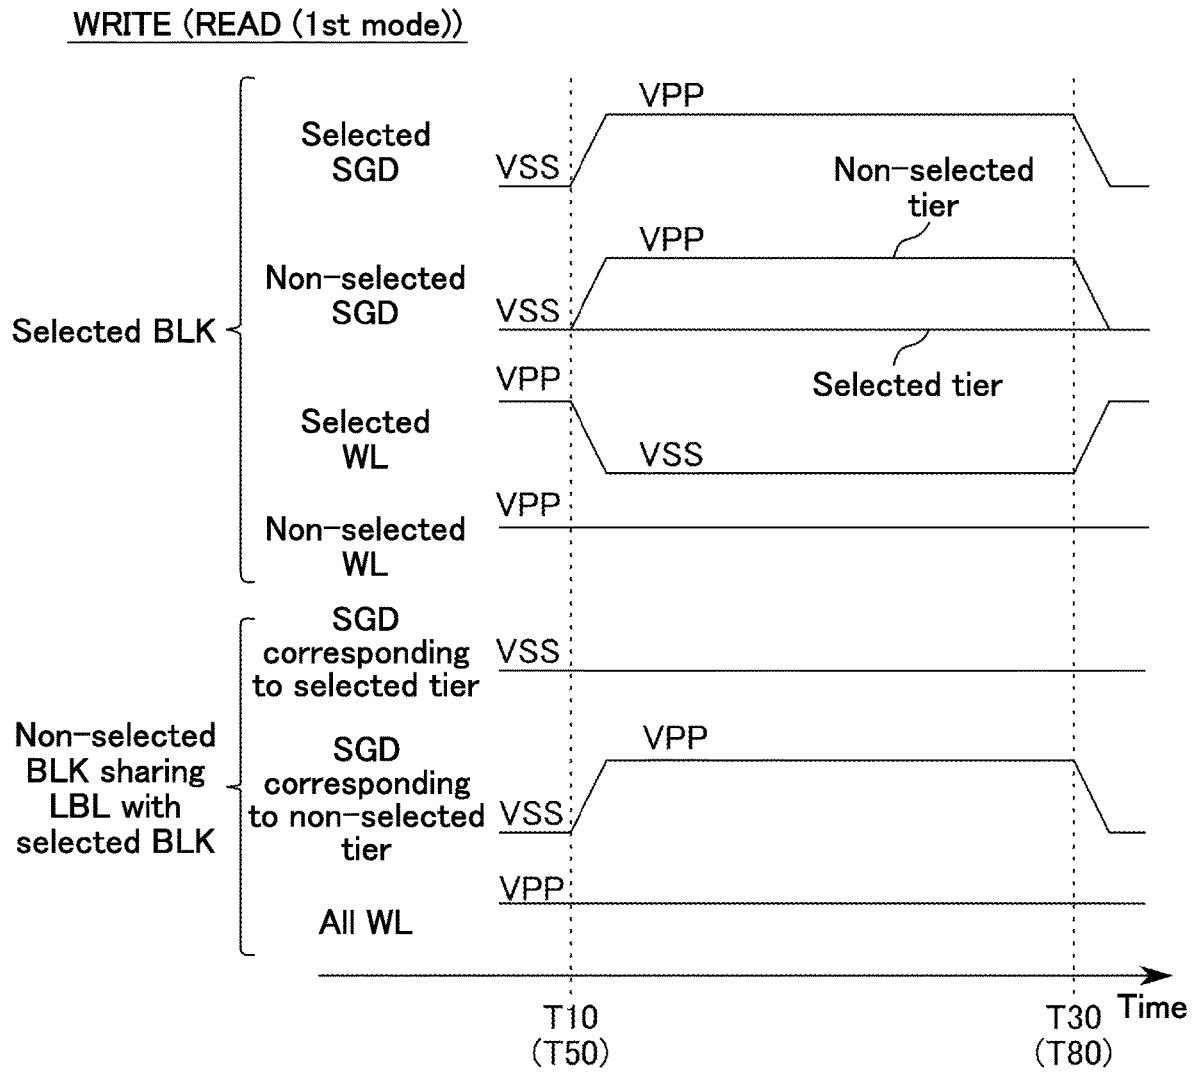 WRITE (READ (1st mode))
VPP
Selected
SGD
VSS
Non-selected
tier
VPP
Non-selected
SGD
VSS
Selected BLK
VPP
Selected tier
Selected
WL
VSS
VPP
Non-selected
WL
SGD
corresponding
to selected tier
VSS
Non-selected
BLK sharing
LBL with
selected BLK
SGD
corresponding
to non-selected
tier
VPP
VSS
VPP
All WL
Time
T10
(T50)
T30
(T80)